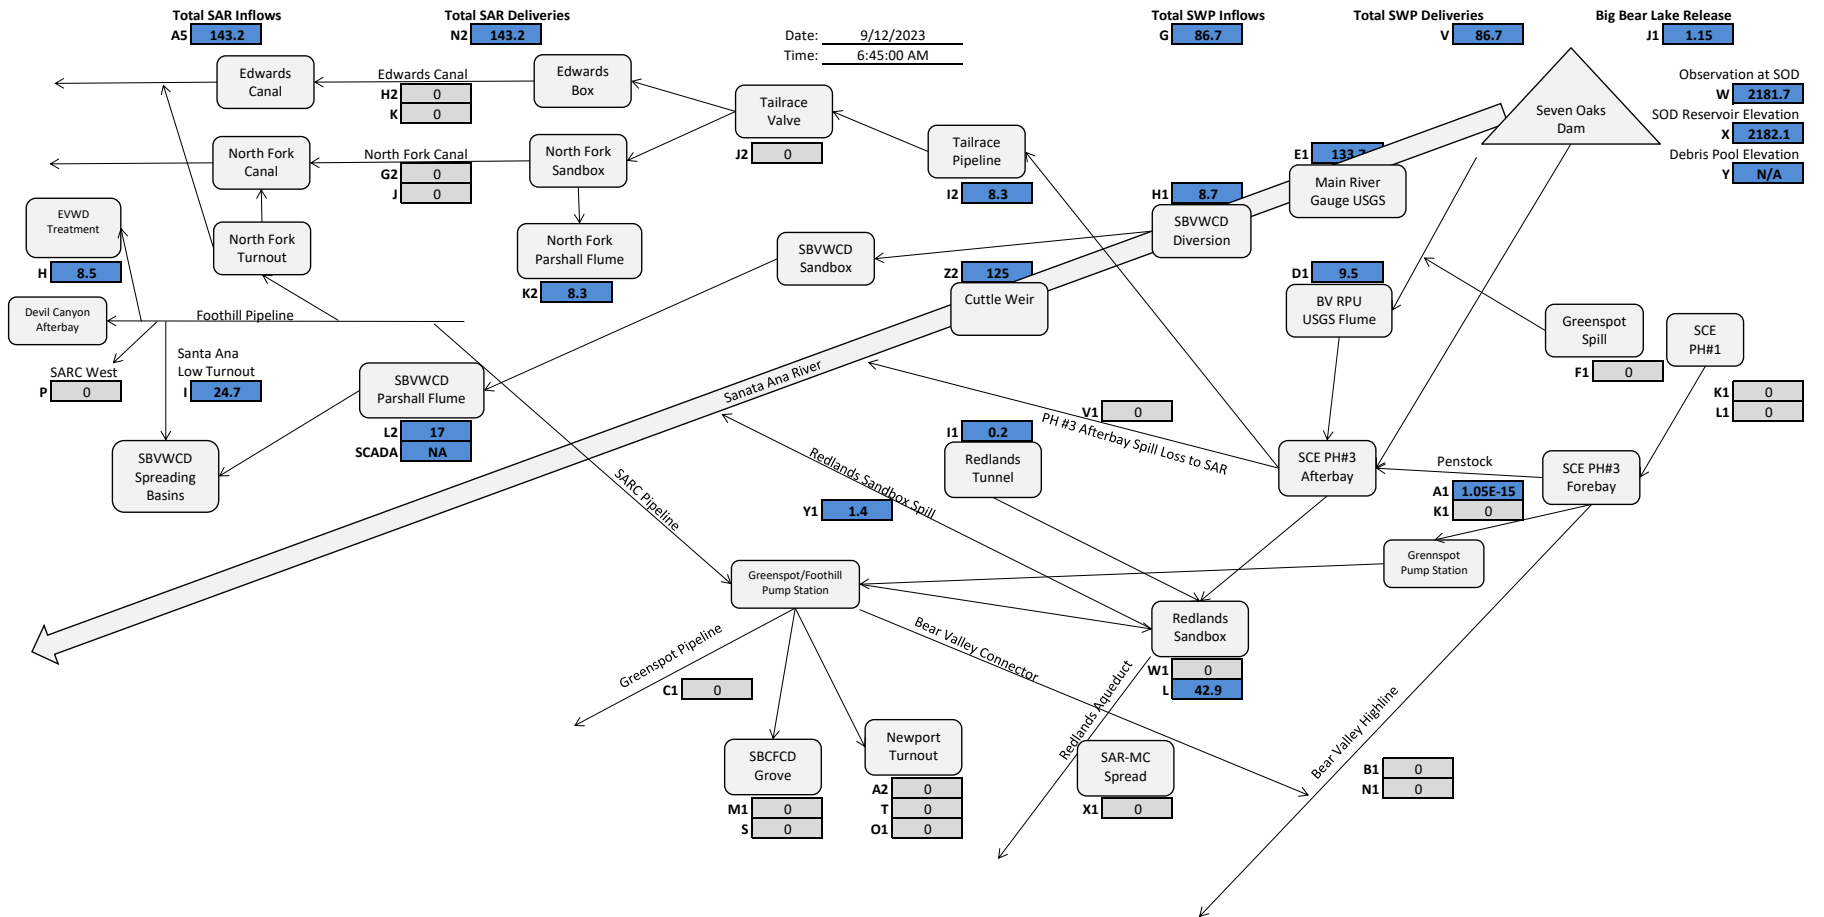 Total SAR Inflows
A5 143.2
Total SAR Deliveries
N2 143.2
Date: 9/12/2023
Time: 6:45:00 AM
Total SWP Inflows
G 86.7
Total SWP Deliveries
V 86.7
Big Bear Lake Release
J1 1.15
Edwards
Canal
Edwards Canal
H2 0
K 0
Edwards
Box
Tailrace
Valve
J2 0
Tailrace
Pipeline
I2 8.3
Seven Oaks
Dam
Observation at SOD
W 2181.7
SOD Reservoir Elevation
X 2182.1
Debris Pool Elevation
Y N/A
North Fork
Canal
North Fork Canal
G2 0
J 0
North Fork
Sandbox
E1 133.7
Main River
Gauge USGS
H1 8.7
SBVWCD
Diversion
EVWD
Treatment
H 8.5
North Fork
Turnout
North Fork
Parshall Flume
K2 8.3
SBVWCD
Sandbox
Z2 125
Cuttle Weir
D1 9.5
BV RPU
USGS Flume
Greenspot
Spill
F1 0
SCE
PH#1
K1 0
L1 0
Devil Canyon
Afterbay
Foothill Pipeline
SARC West
P 0
Santa Ana
Low Turnout
I 24.7
SBVWCD
Parshall Flume
L2 17
SCADA NA
Sanata Ana River
V1 0
PH #3 Afterbay Spill Loss to SAR
I1 0.2
Redlands
Tunnel
SCE PH#3
Afterbay
Penstock
A1 1.05E-15
K1 0
SCE PH#3
Forebay
SBVWCD
Spreading
Basins
SARC Pipeline
Redlands Sandbox Spill
Y1 1.4
Grennspot
Pump Station
Greenspot/Foothill
Pump Station
Redlands
Sandbox
W1 0
L 42.9
Greenspot Pipeline
C1 0
Bear Valley Connector
Redlands Aqueduct
Bear Valley Highline
SBCFCD
Grove
M1 0
S 0
Newport
Turnout
A2 0
T 0
O1 0
SAR-MC
Spread
X1 0
B1 0
N1 0